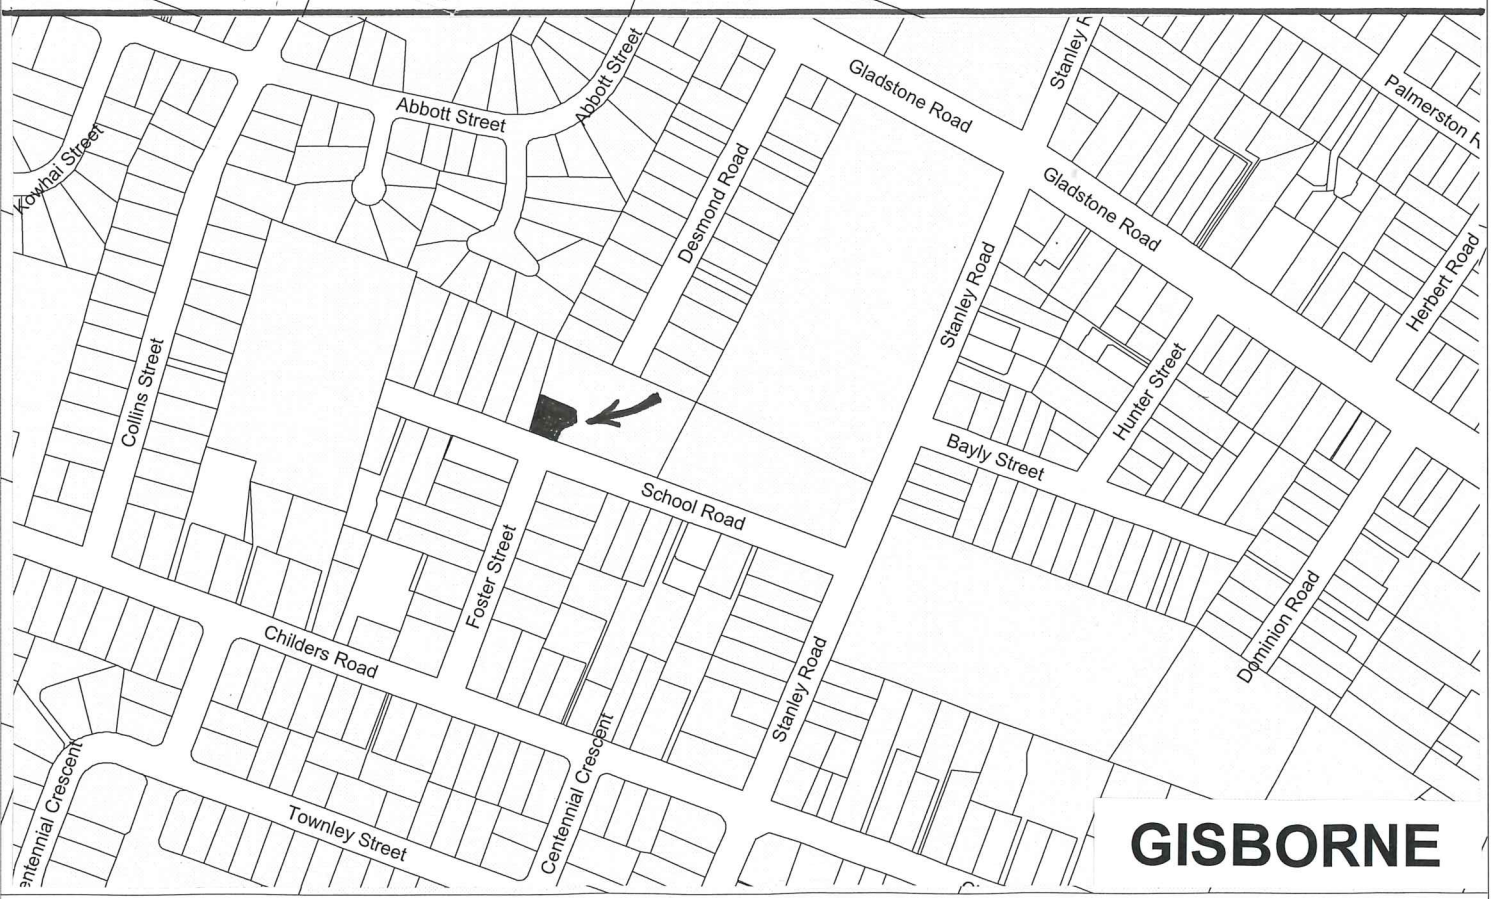 Stanley R
Gladstone Road
Palmerston R
Abbott Street
Abbott Street
Kowhai Street
Desmond Road
Gladstone Road
Stanley Road
Herbert Road
Collins Street
Hunter Street
Bayly Street
School Road
Foster Street
Dominion Road
Childers Road
Stanley Road
Centennial Crescent
entennial Crescent
Townley Street
GISBORNE